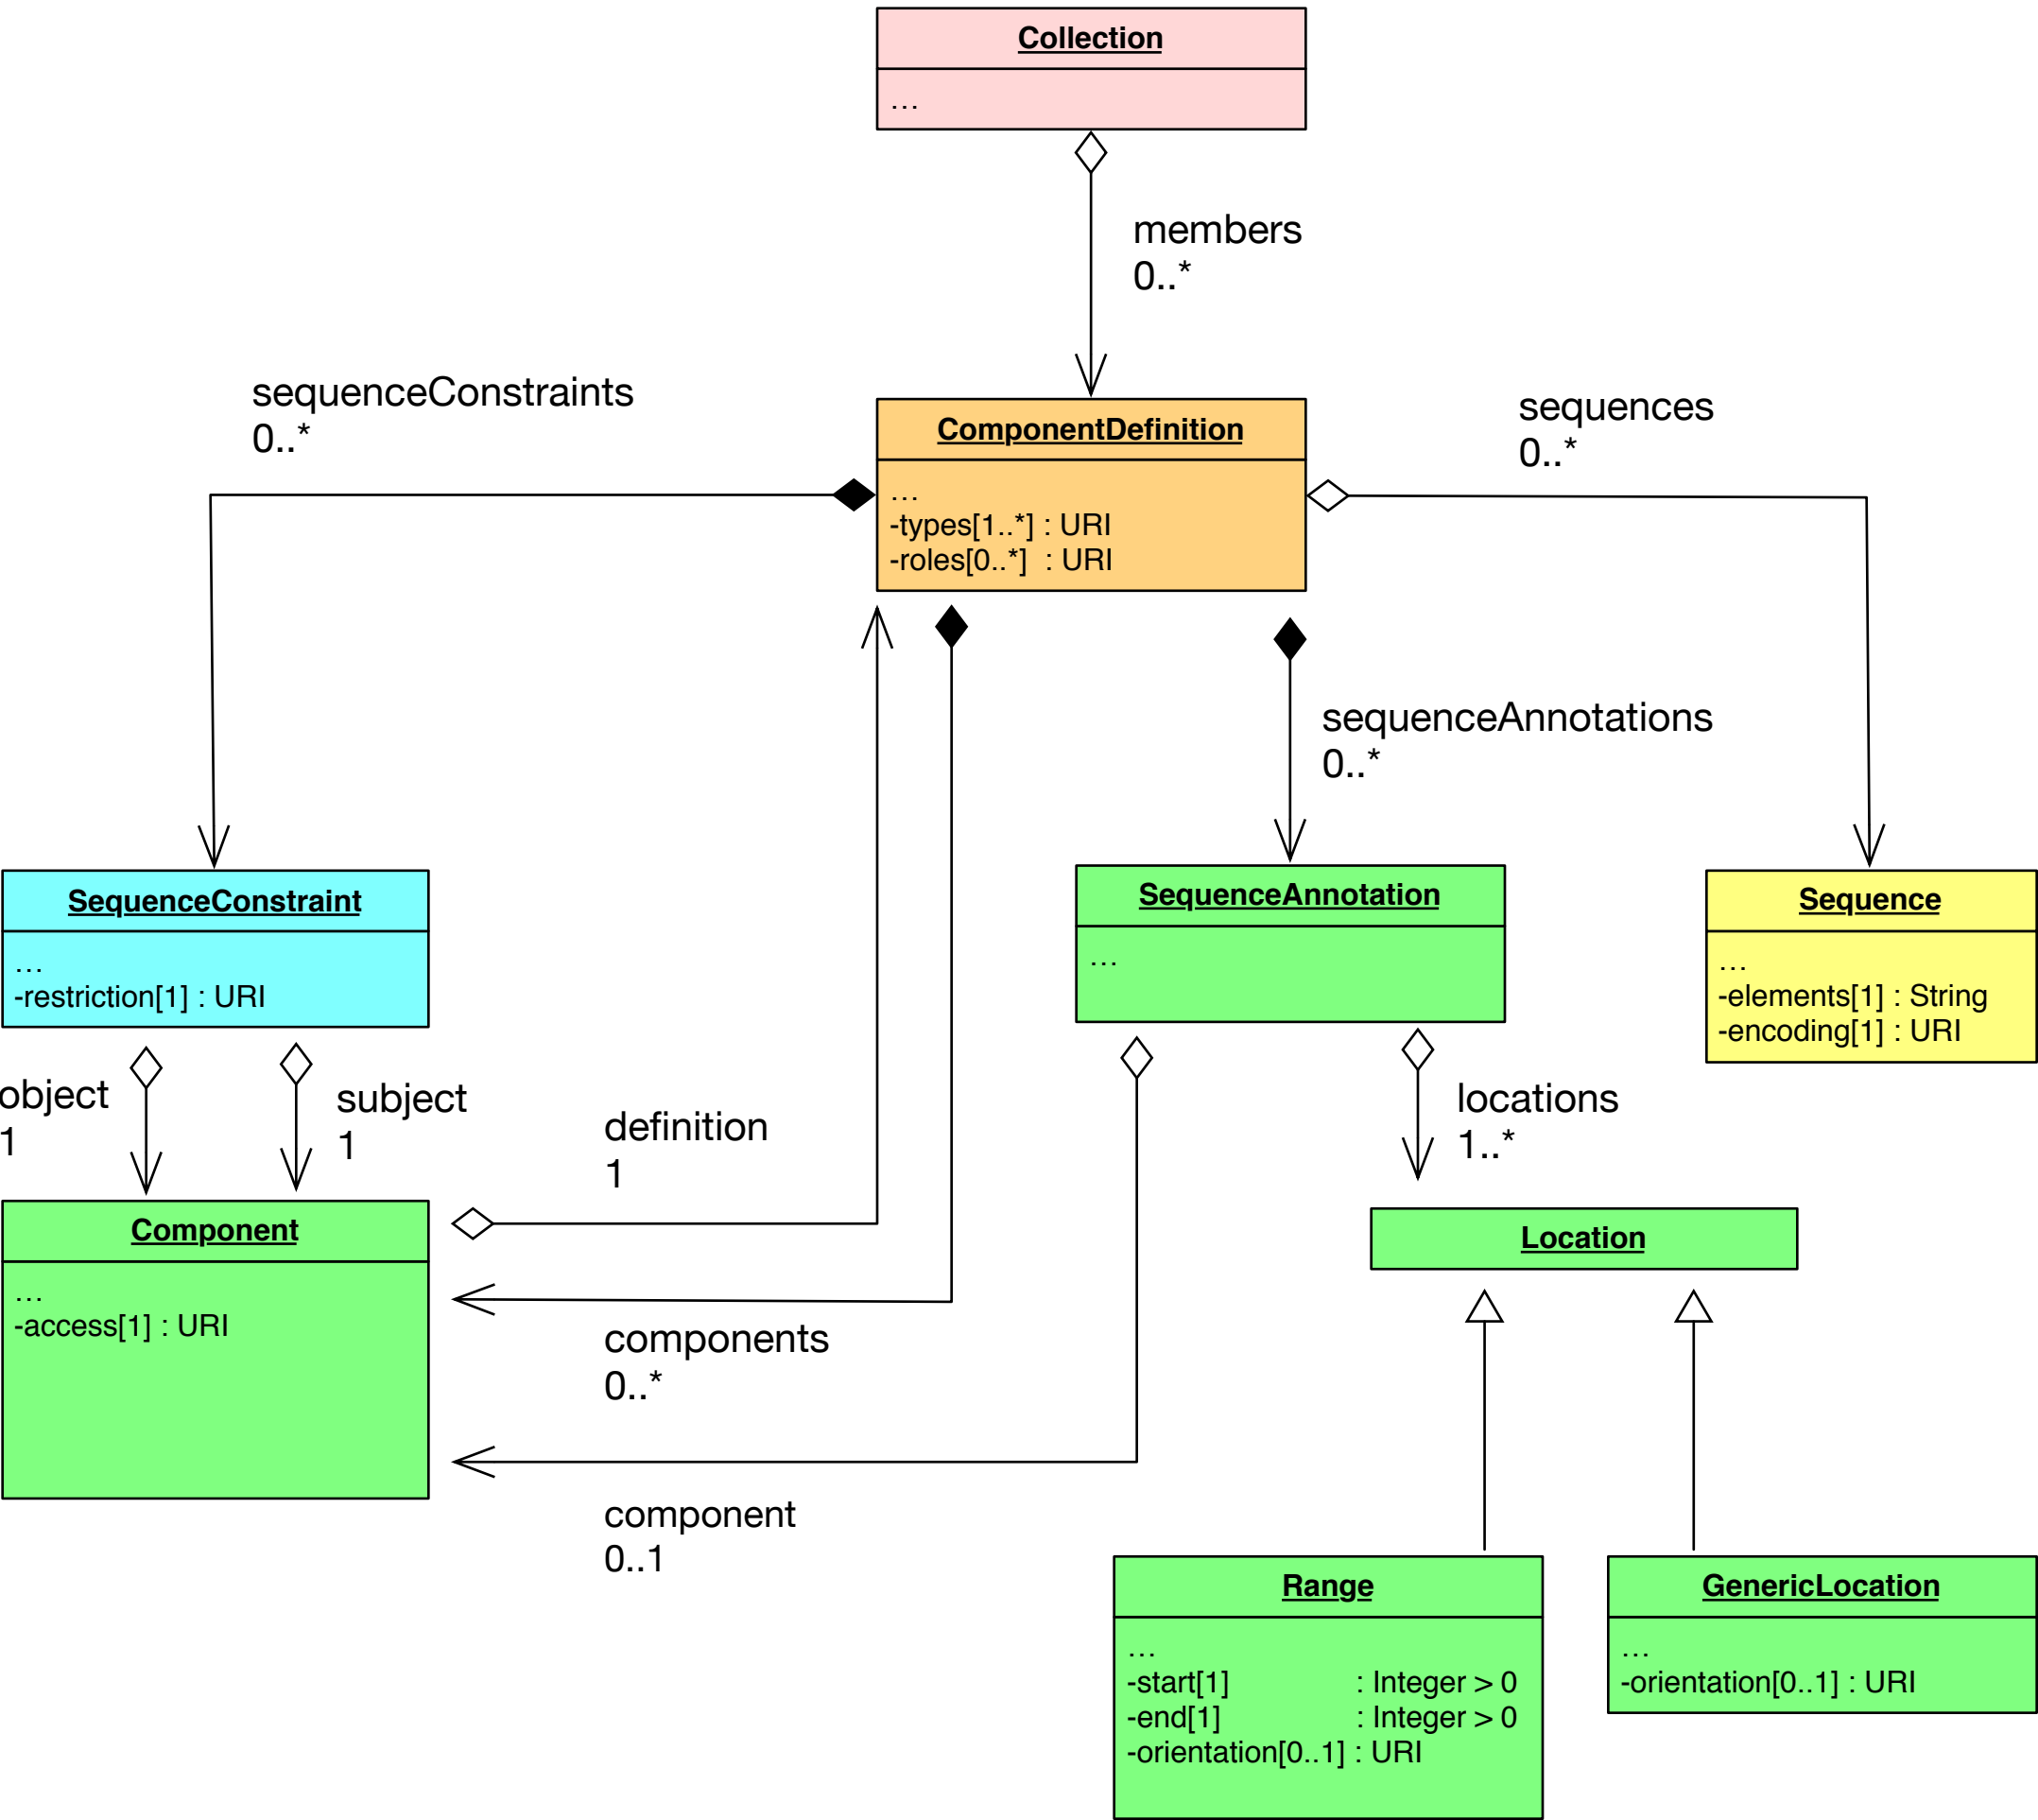 Collection
...
members
0..*
sequenceConstraints
0..*
ComponentDefinition
...
-types[1..*] : URI
-roles[0..*] : URI
sequences
0..*
sequenceAnnotations
0..*
SequenceConstraint
...
-restriction[1] : URI
SequenceAnnotation
...
Sequence
...
-elements[1] : String
-encoding[1] : URI
object
1
subject
1
definition
1
locations
1..*
Component
...
-access[1] : URI
Location
components
0..*
component
0..1
Range
...
-start[1] : Integer > 0
-end[1] : Integer > 0
-orientation[0..1] : URI
GenericLocation
...
-orientation[0..1] : URI